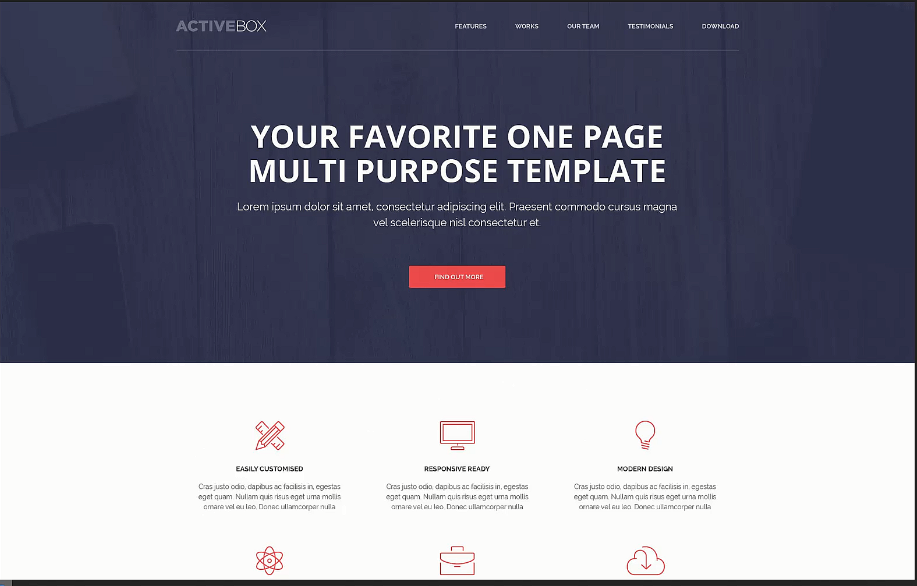 ACTIVEBOX
FEATURES WORKS OUR TEAM TESTIMONIALS DOWNLOAD
YOUR FAVORITE ONE PAGE
MULTI PURPOSE TEMPLATE
Lorem ipsum dolor sit amet, consectetur adipiscing elit. Praesent commodo cursus magna
vel scelerisque nisl consectetur et.
FIND OUT MORE
EASILY CUSTOMISED
Cras justo odio, dapibus ac facilisis in, egestas
eget quam. Nullam quis risus eget urna mollis
ornare vel eu leo. Donec ullamcorper nulla
RESPONSIVE READY
Cras justo odio, dapibus ac facilisis in, egestas
eget quam. Nullam quis risus eget urna mollis
ornare vel eu leo. Donec ullamcorper nulla
MODERN DESIGN
Cras justo odio, dapibus ac facilisis in, egestas
eget quam. Nullam quis risus eget urna mollis
ornare vel eu leo. Donec ullamcorper nulla